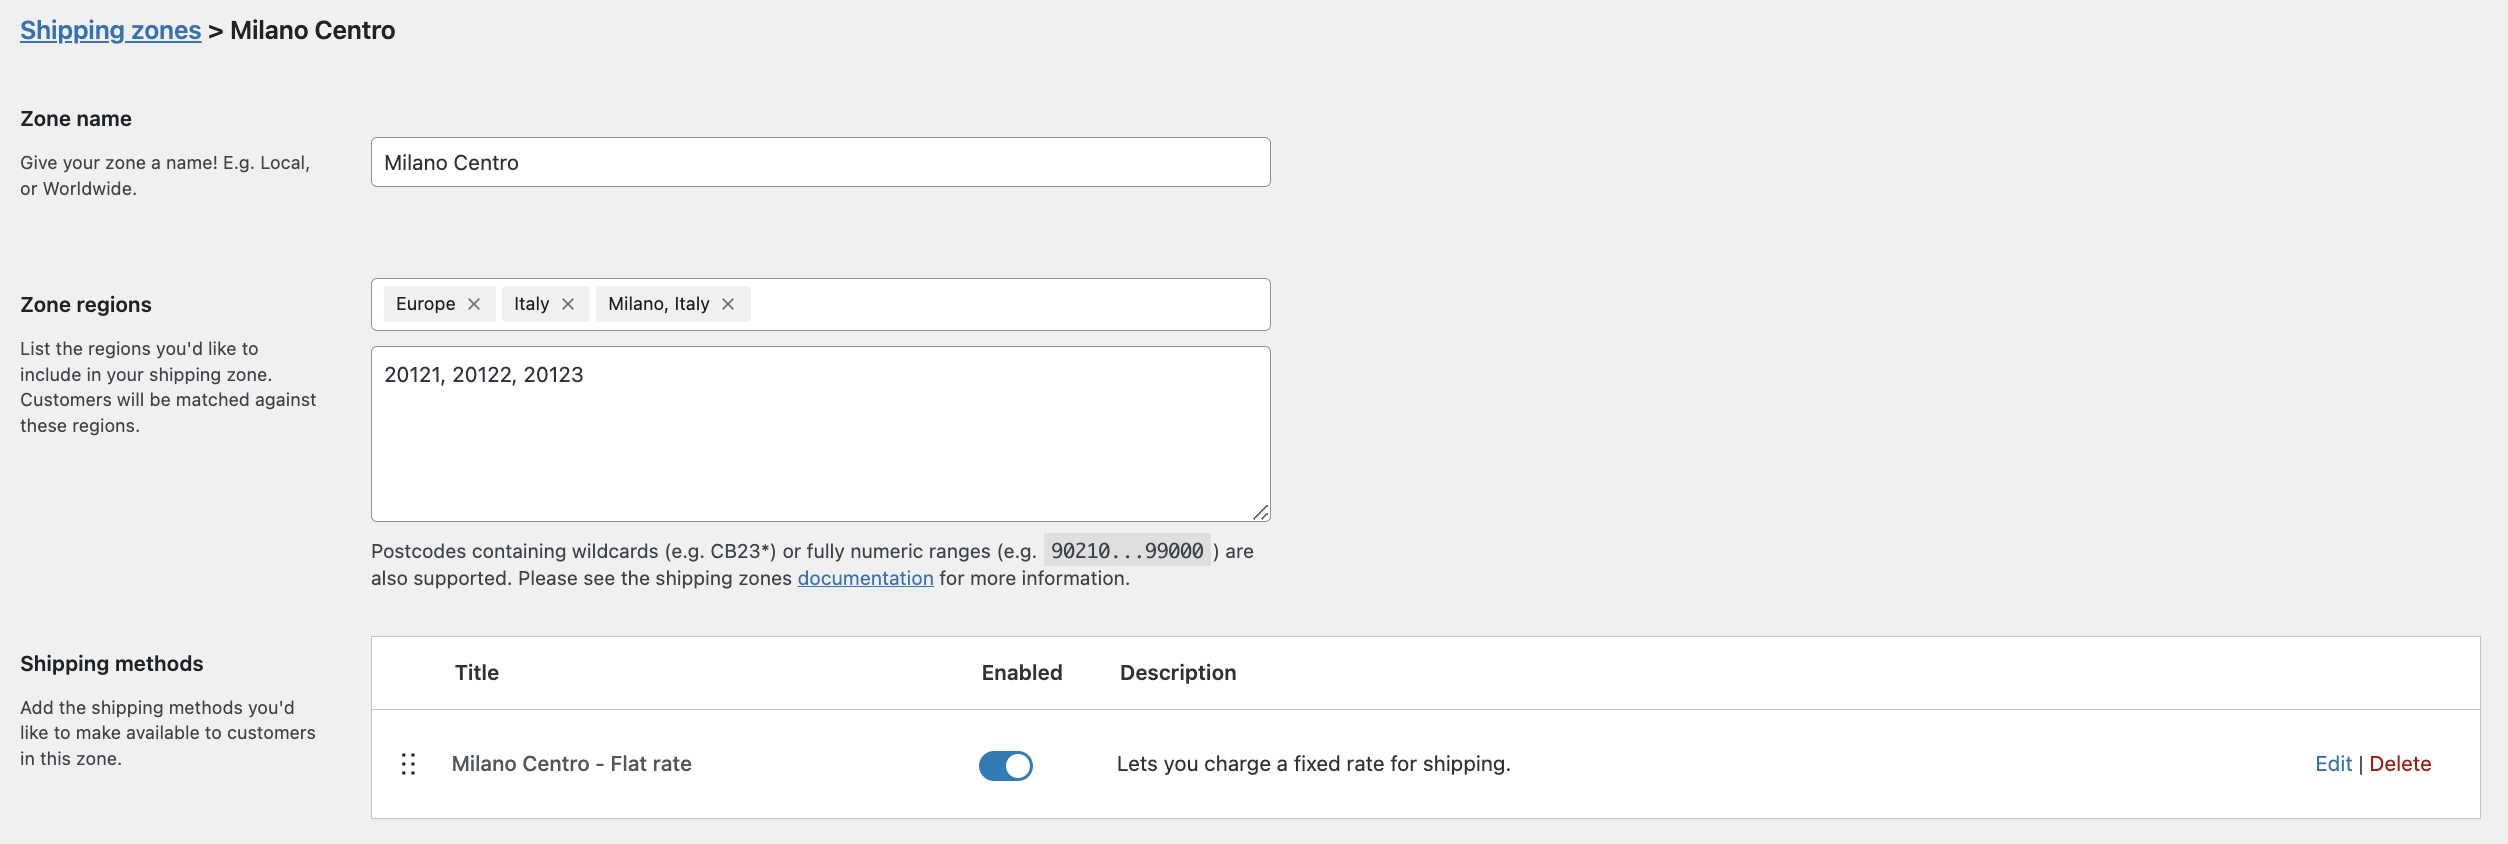 Shipping zones > Milano Centro
Zone name
Give your zone a name! E.g. Local,
or Worldwide.
Milano Centro
Zone regions
List the regions you'd like to
include in your shipping zone.
Customers will be matched against
these regions.
Europe × Italy × Milano, Italy ×
20121, 20122, 20123
Postcodes containing wildcards (e.g. CB23*) or fully numeric ranges (e.g. 90210...99000 ) are
also supported. Please see the shipping zones documentation for more information.
Shipping methods
Add the shipping methods you'd
like to make available to customers
in this zone.
Title Enabled Description
Milano Centro - Flat rate Lets you charge a fixed rate for shipping. Edit | Delete